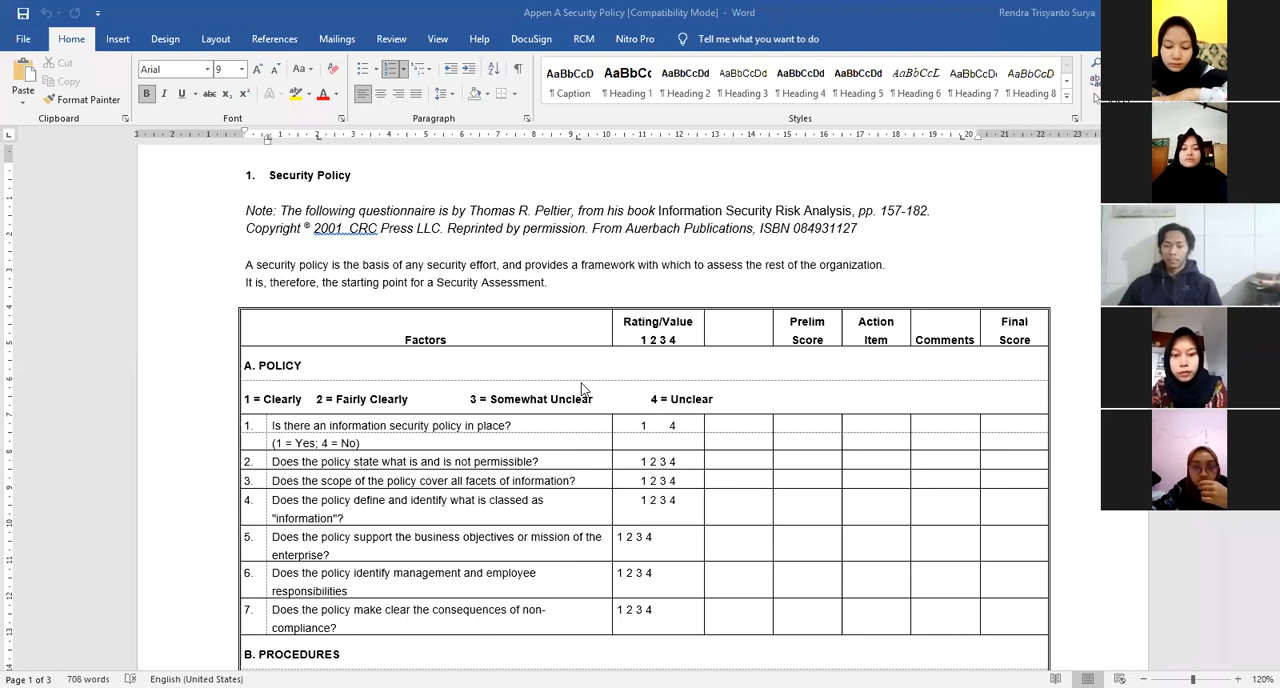 Appen A Security Policy [Compatibility Mode] - Word
Rendra Trisyanto Surya
File Home Insert Design Layout References Mailings Review View Help DocuSign RCM Nitro Pro Tell me what you want to do
Paste
Cut
Copy
Format Painter
Clipboard
Arial 9
Font
Paragraph
AaBbCcD AaBbCc AaBbCcDd AaBbCcDd AaBbCcDd AaBbCcDd AaBbCcL AaBbCcDc AaBbCcDd
¶ Caption ¶ Heading 1 ¶ Heading 2 ¶ Heading 3 ¶ Heading 4 ¶ Heading 5 ¶ Heading 6 ¶ Heading 7 ¶ Heading 8
Styles
1. Security Policy
Note: The following questionnaire is by Thomas R. Peltier, from his book Information Security Risk Analysis, pp. 157-182.
Copyright © 2001 CRC Press LLC. Reprinted by permission. From Auerbach Publications, ISBN 084931127
A security policy is the basis of any security effort, and provides a framework with which to assess the rest of the organization.
It is, therefore, the starting point for a Security Assessment.
Factors
Rating/Value
1 2 3 4
Prelim
Score
Action
Item
Comments
Final
Score
A. POLICY
1 = Clearly 2 = Fairly Clearly 3 = Somewhat Unclear 4 = Unclear
1. Is there an information security policy in place? 1 4
(1 = Yes; 4 = No)
2. Does the policy state what is and is not permissible? 1 2 3 4
3. Does the scope of the policy cover all facets of information? 1 2 3 4
4. Does the policy define and identify what is classed as 1 2 3 4
"information"?
5. Does the policy support the business objectives or mission of the 1 2 3 4
enterprise?
6. Does the policy identify management and employee 1 2 3 4
responsibilities
7. Does the policy make clear the consequences of non- 1 2 3 4
compliance?
B. PROCEDURES
Page 1 of 3 708 words English (United States) 120%